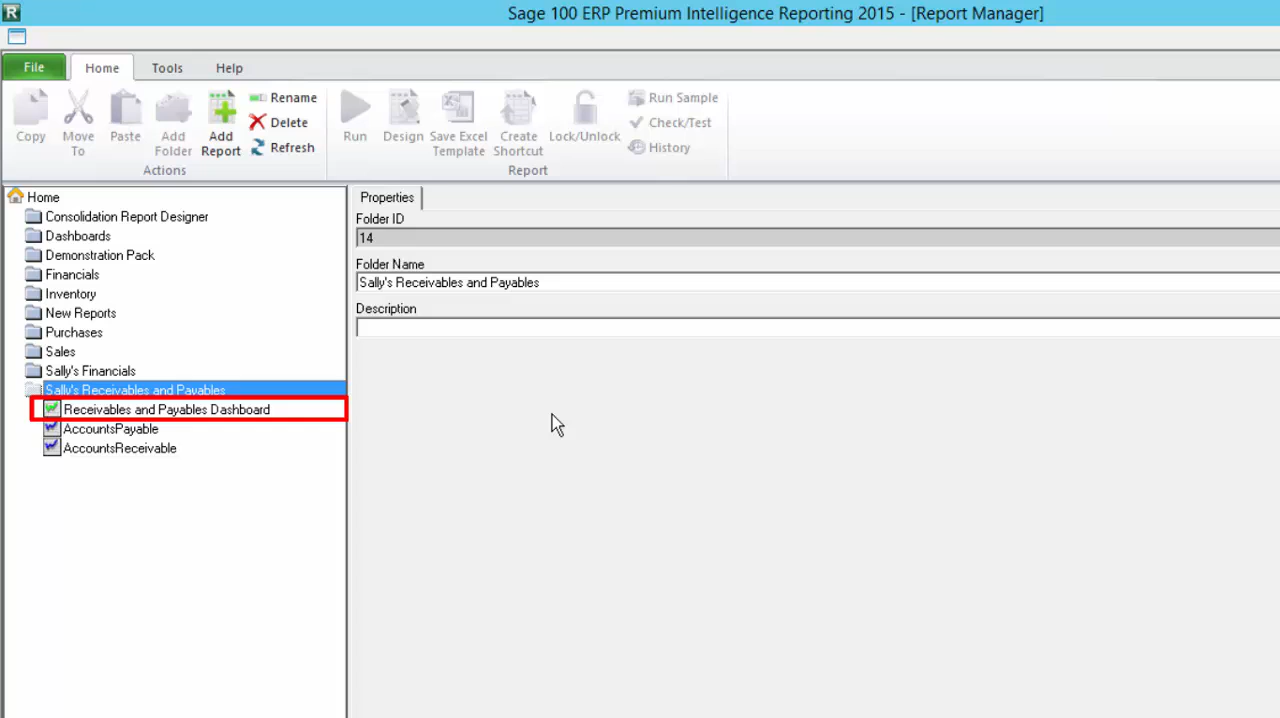 R
Sage 100 ERP Premium Intelligence Reporting 2015 - [Report Manager]
File Home Tools Help
Copy
Move To
Paste
Add Folder
Add Report
Rename
Delete
Refresh
Actions
Run
Design
Save Excel Template
Create Shortcut
Lock/Unlock
Run Sample
Check/Test
History
Report
Home
Consolidation Report Designer
Dashboards
Demonstration Pack
Financials
Inventory
New Reports
Purchases
Sales
Sally's Financials
Sally's Receivables and Payables
Receivables and Payables Dashboard
AccountsPayable
AccountsReceivable
Properties
Folder ID
14
Folder Name
Sally's Receivables and Payables
Description